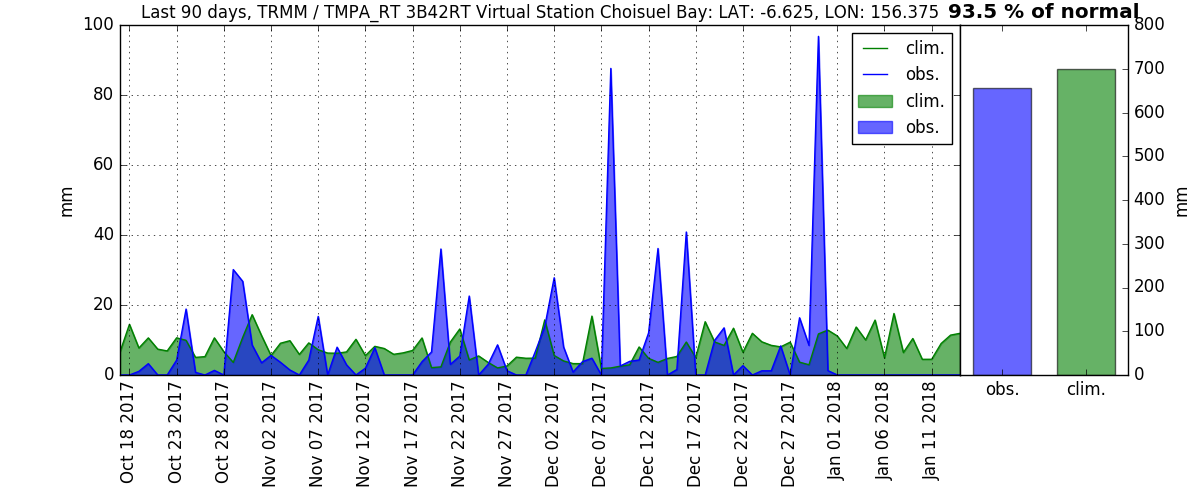 Last 90 days, TRMM / TMPA_RT 3B42RT Virtual Station Choisuel Bay: LAT: -6.625, LON: 156.375 93.5 % of normal
100
80
60
40
20
0
mm
clim.
obs.
clim.
obs.
Oct 18 2017
Oct 23 2017
Oct 28 2017
Nov 02 2017
Nov 07 2017
Nov 12 2017
Nov 17 2017
Nov 22 2017
Nov 27 2017
Dec 02 2017
Dec 07 2017
Dec 12 2017
Dec 17 2017
Dec 22 2017
Dec 27 2017
Jan 01 2018
Jan 06 2018
Jan 11 2018
800
700
600
500
400
300
200
100
0
mm
obs.
clim.